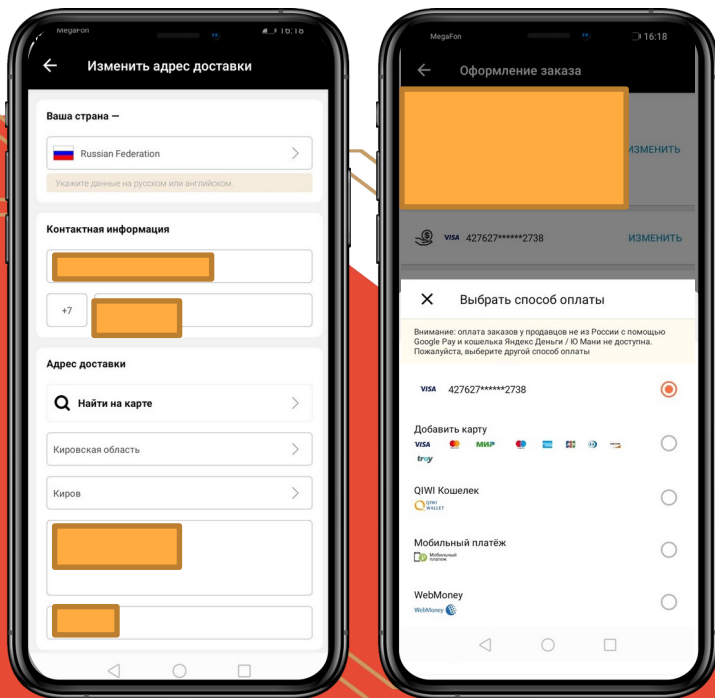 MegaFon
16:18
Изменить адрес доставки
Ваша страна —
Russian Federation
Укажите данные на русском или английском.
Контактная информация
+7
Адрес доставки
Найти на карте
Кировская область
Киров
MegaFon
16:18
Оформление заказа
ИЗМЕНИТЬ
VISA 427627******2738
ИЗМЕНИТЬ
Выбрать способ оплаты
Внимание: оплата заказов у продавцов не из России с помощью
Google Pay и кошелька Яндекс Деньги / Ю Мани не доступна.
Пожалуйста, выберите другой способ оплаты
VISA 427627******2738
Добавить карту
VISA МИР
troy
QIWI Кошелек
QIWI
WALLET
Мобильный платёж
Мобильный
платеж
WebMoney
WebMoney